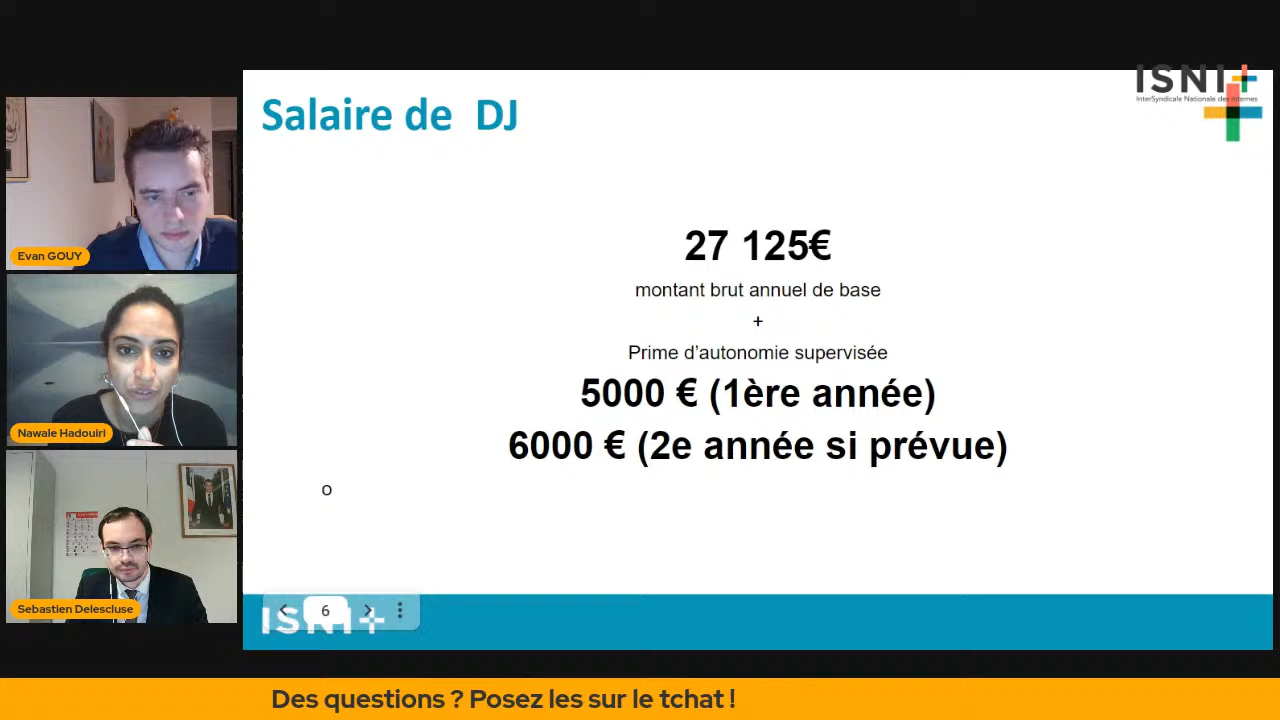 ISNI+
InterSyndicale Nationale des Internes
Salaire de DJ
27 125€
montant brut annuel de base
+
Prime d'autonomie supervisée
5000 € (1ère année)
6000 € (2e année si prévue)
o
Evan GOUY
Nawale Hadouiri
Sebastien Delescluse
6
ISNI+
Des questions ? Posez les sur le tchat !